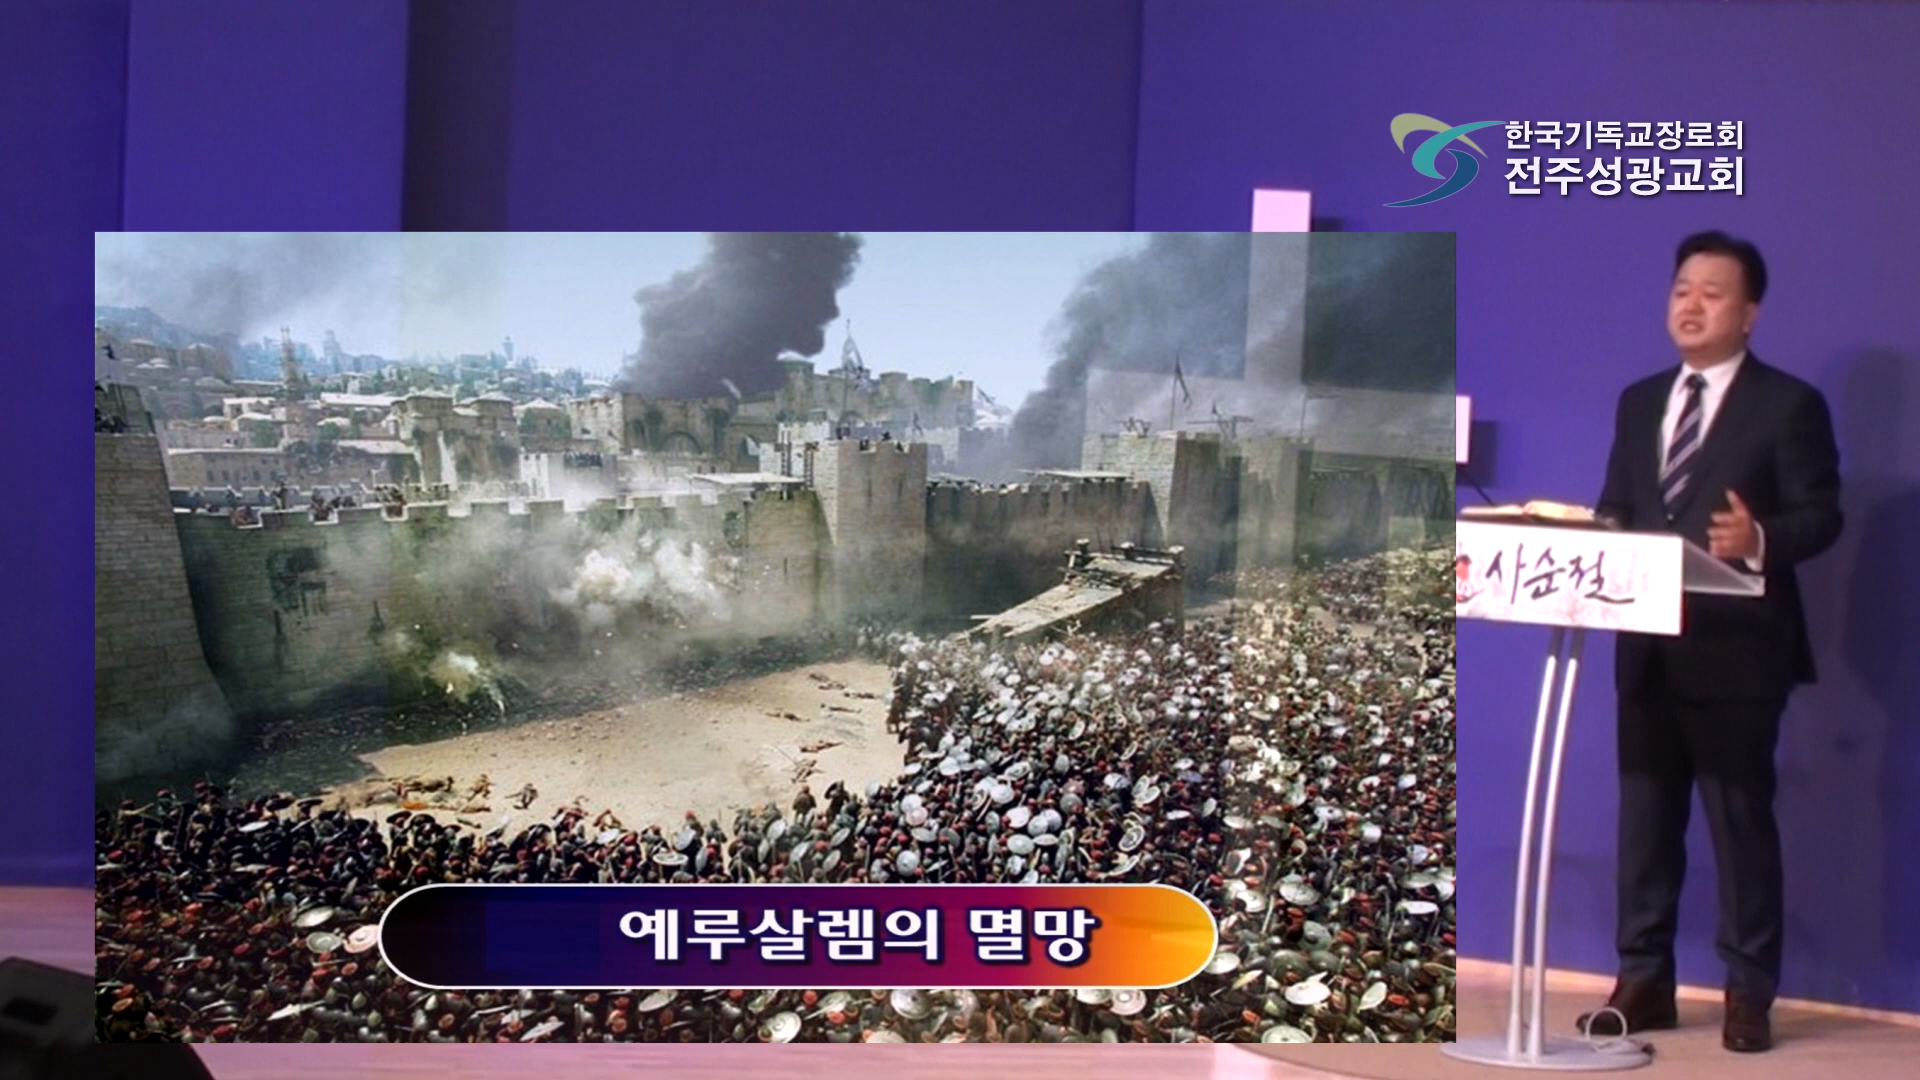 한국기독교장로회
전주성광교회
사순절
예루살렘의 멸망